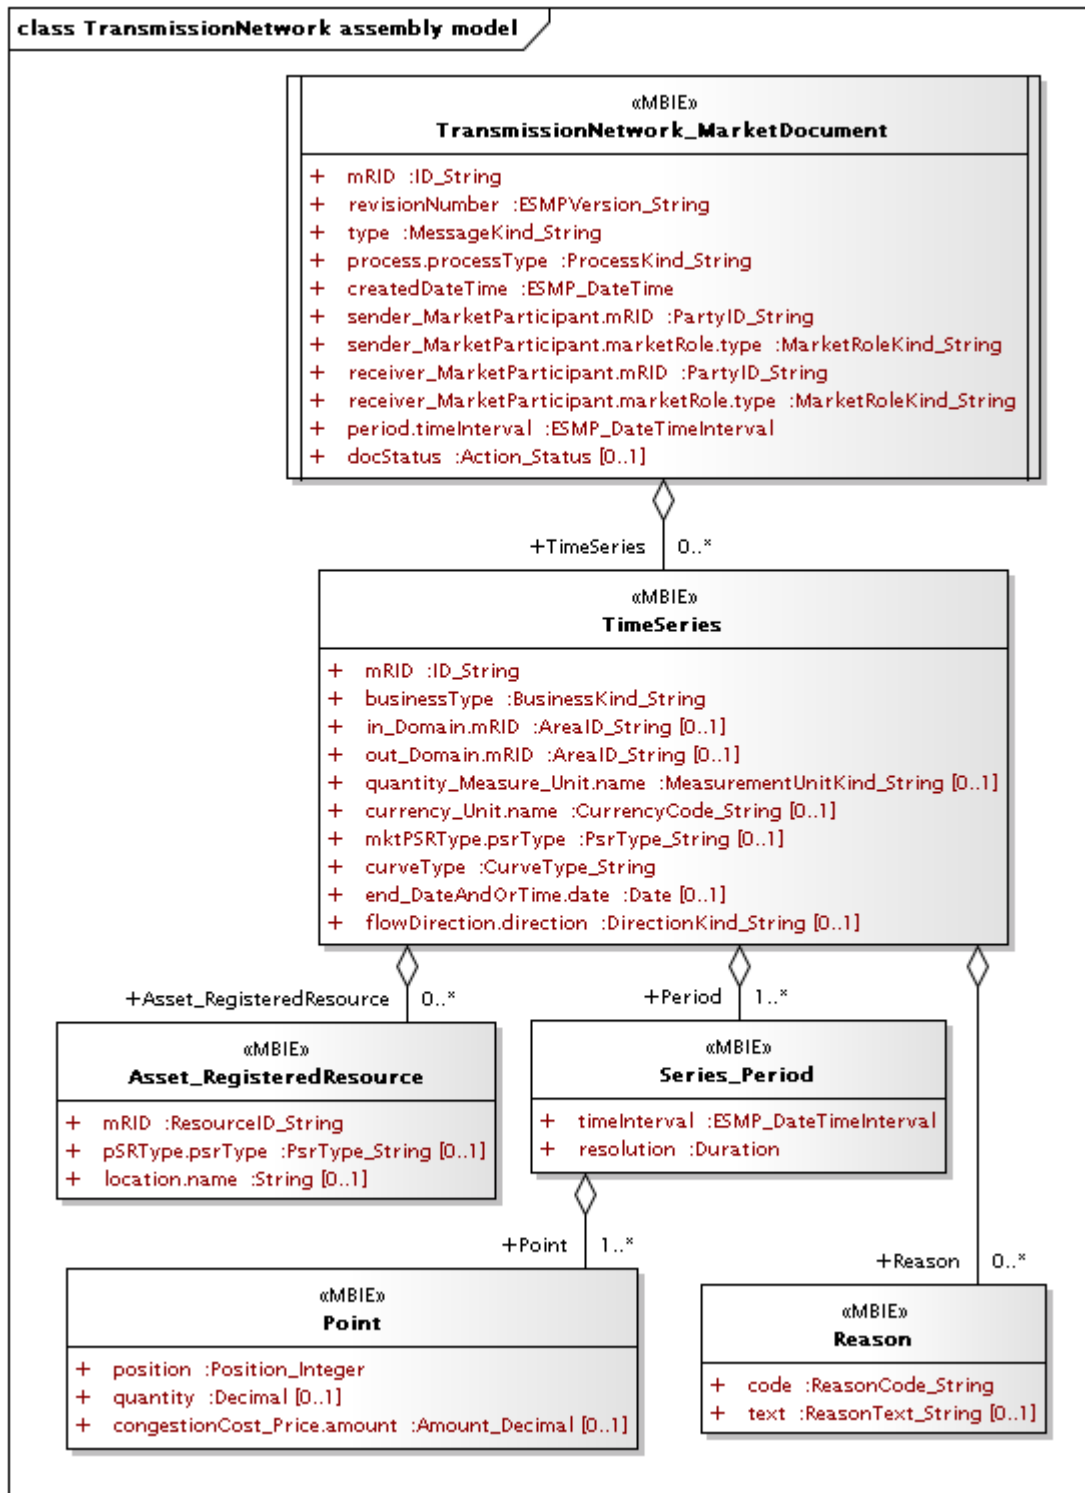 class TransmissionNetwork assembly model
«MBIE»
TransmissionNetwork_MarketDocument
+ mRID :ID_String
+ revisionNumber :ESMPVersion_String
+ type :MessageKind_String
+ process.processType :ProcessKind_String
+ createdDateTime :ESMP_DateTime
+ sender_MarketParticipant.mRID :PartyID_String
+ sender_MarketParticipant.marketRole.type :MarketRoleKind_String
+ receiver_MarketParticipant.mRID :PartyID_String
+ receiver_MarketParticipant.marketRole.type :MarketRoleKind_String
+ period.timeInterval :ESMP_DateTimeInterval
+ docStatus :Action_Status [0..1]
+TimeSeries 0..*
«MBIE»
TimeSeries
+ mRID :ID_String
+ businessType :BusinessKind_String
+ in_Domain.mRID :AreaID_String [0..1]
+ out_Domain.mRID :AreaID_String [0..1]
+ quantity_Measure_Unit.name :MeasurementUnitKind_String [0..1]
+ currency_Unit.name :CurrencyCode_String [0..1]
+ mktPSRType.psrType :PsrType_String [0..1]
+ curveType :CurveType_String
+ end_DateAndOrTime.date :Date [0..1]
+ flowDirection.direction :DirectionKind_String [0..1]
+Asset_RegisteredResource 0..*
+Period 1..*
«MBIE»
Asset_RegisteredResource
+ mRID :ResourceID_String
+ pSRType.psrType :PsrType_String [0..1]
+ location.name :String [0..1]
«MBIE»
Series_Period
+ timeInterval :ESMP_DateTimeInterval
+ resolution :Duration
+Point 1..*
+Reason 0..*
«MBIE»
Point
+ position :Position_Integer
+ quantity :Decimal [0..1]
+ congestionCost_Price.amount :Amount_Decimal [0..1]
«MBIE»
Reason
+ code :ReasonCode_String
+ text :ReasonText_String [0..1]